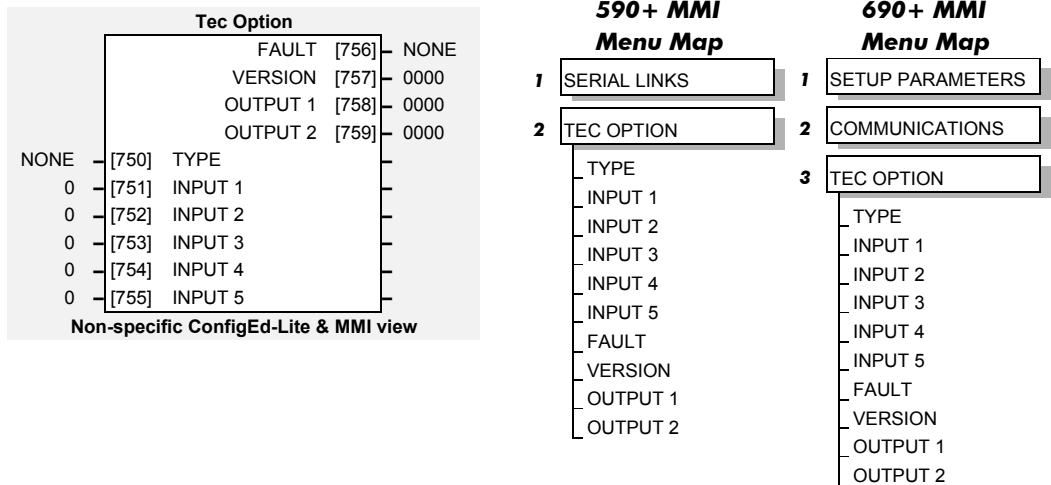 Tec Option
FAULT [756] NONE
VERSION [757] 0000
OUTPUT 1 [758] 0000
OUTPUT 2 [759] 0000
NONE [750] TYPE
0 [751] INPUT 1
0 [752] INPUT 2
0 [753] INPUT 3
0 [754] INPUT 4
0 [755] INPUT 5
Non-specific ConfigEd-Lite & MMI view
590+ MMI
Menu Map
1 SERIAL LINKS
2 TEC OPTION
TYPE
INPUT 1
INPUT 2
INPUT 3
INPUT 4
INPUT 5
FAULT
VERSION
OUTPUT 1
OUTPUT 2
690+ MMI
Menu Map
1 SETUP PARAMETERS
2 COMMUNICATIONS
3 TEC OPTION
TYPE
INPUT 1
INPUT 2
INPUT 3
INPUT 4
INPUT 5
FAULT
VERSION
OUTPUT 1
OUTPUT 2